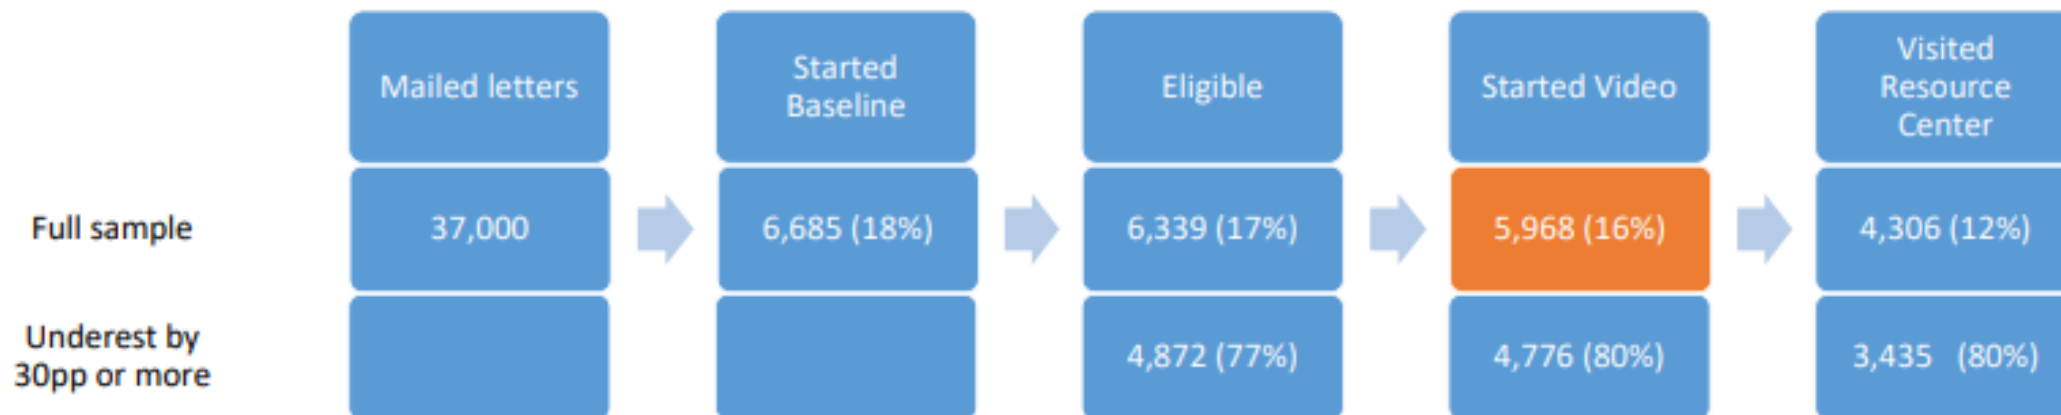 Mailed letters
Started
Baseline
Eligible
Started Video
Visited
Resource
Center
Full sample
37,000
6,685 (18%)
6,339 (17%)
5,968 (16%)
4,306 (12%)
Underest by
30pp or more
4,872 (77%)
4,776 (80%)
3,435 (80%)